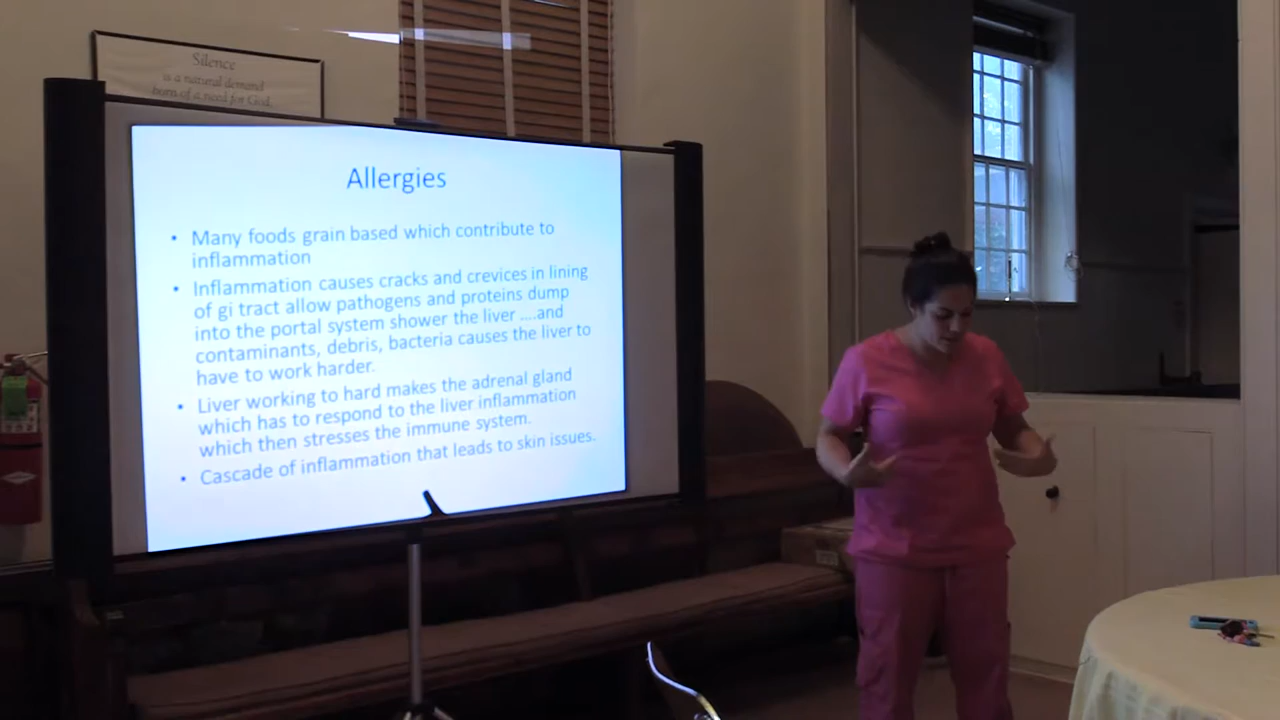 Silence
is a natural demand
born of a need for God.
Allergies
• Many foods grain based which contribute to
inflammation
• Inflammation causes cracks and crevices in lining
of gi tract allow pathogens and proteins dump
into the portal system shower the liver ....and
contaminants, debris, bacteria causes the liver to
have to work harder.
• Liver working to hard makes the adrenal gland
which has to respond to the liver inflammation
which then stresses the immune system.
• Cascade of inflammation that leads to skin issues.